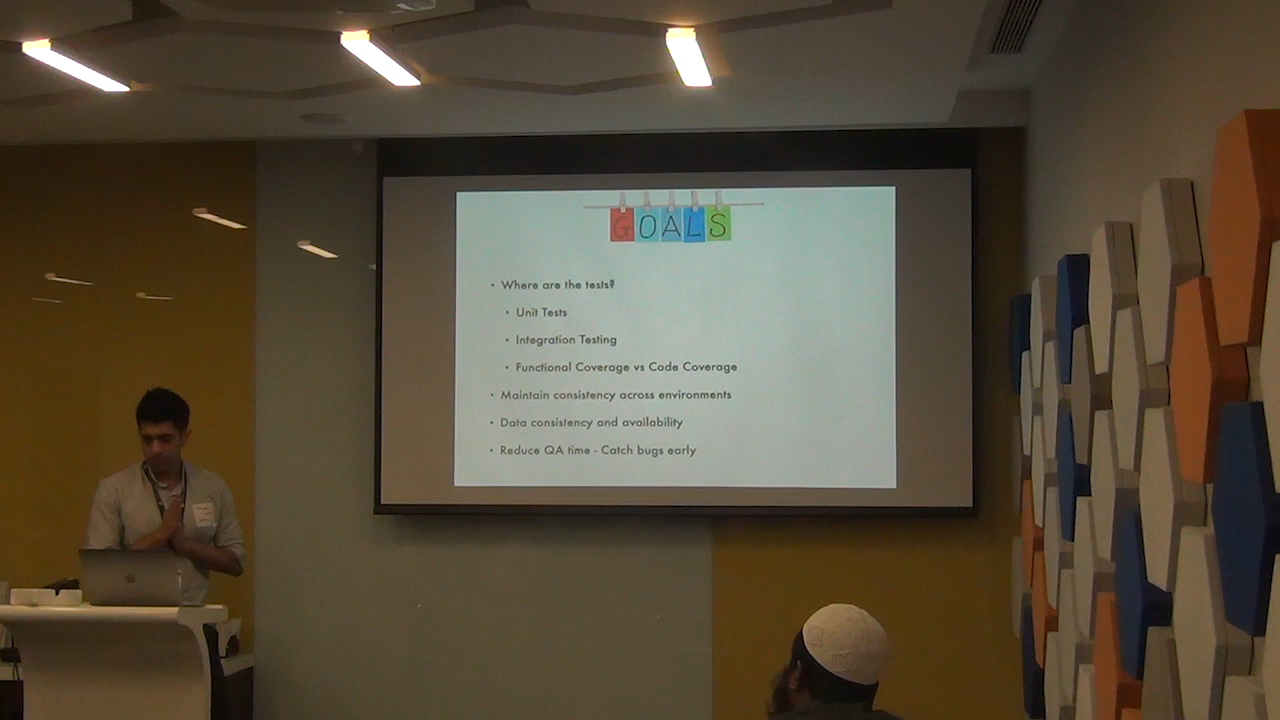 GOALS
• Where are the tests?
• Unit Tests
• Integration Testing
• Functional Coverage vs Code Coverage
• Maintain consistency across environments
• Data consistency and availability
• Reduce QA time - Catch bugs early